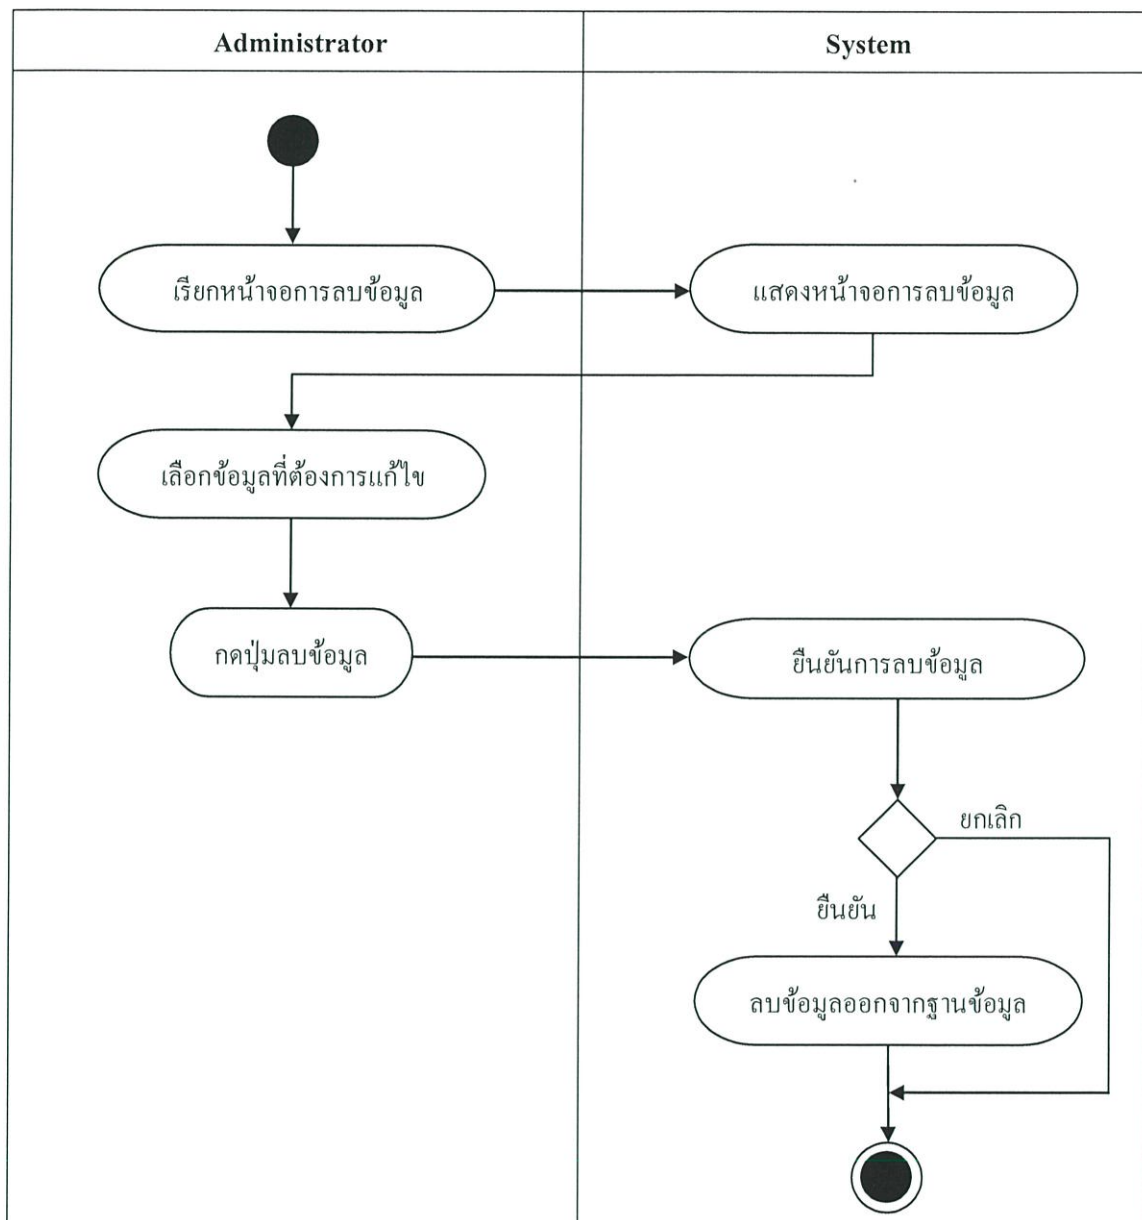 Administrator
System
เรียกหน้าจอการลบข้อมูล
แสดงหน้าจอการลบข้อมูล
เลือกข้อมูลที่ต้องการแก้ไข
กดปุ่มลบข้อมูล
ยืนยันการลบข้อมูล
ยกเลิก
ยืนยัน
ลบข้อมูลออกจากฐานข้อมูล